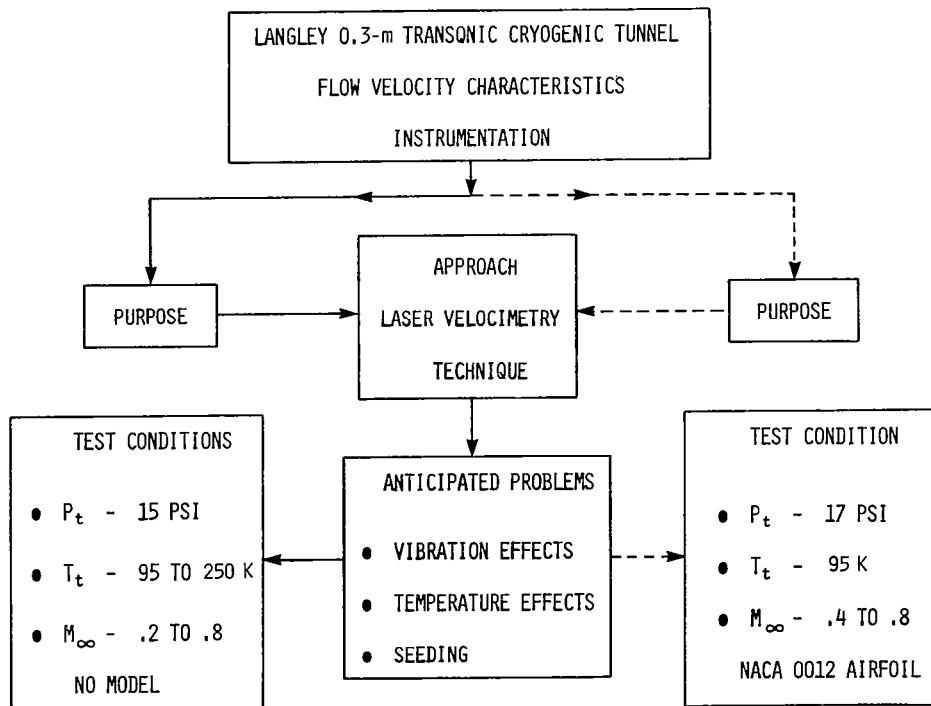 LANGLEY 0.3-m TRANSONIC CRYOGENIC TUNNEL
FLOW VELOCITY CHARACTERISTICS
INSTRUMENTATION
PURPOSE
APPROACH
LASER VELOCIMETRY
TECHNIQUE
PURPOSE
TEST CONDITIONS
● Pt - 15 PSI
● Tt - 95 TO 250 K
● M∞ - .2 TO .8
NO MODEL
ANTICIPATED PROBLEMS
● VIBRATION EFFECTS
● TEMPERATURE EFFECTS
● SEEDING
TEST CONDITION
● Pt - 17 PSI
● Tt - 95 K
● M∞ - .4 TO .8
NACA 0012 AIRFOIL